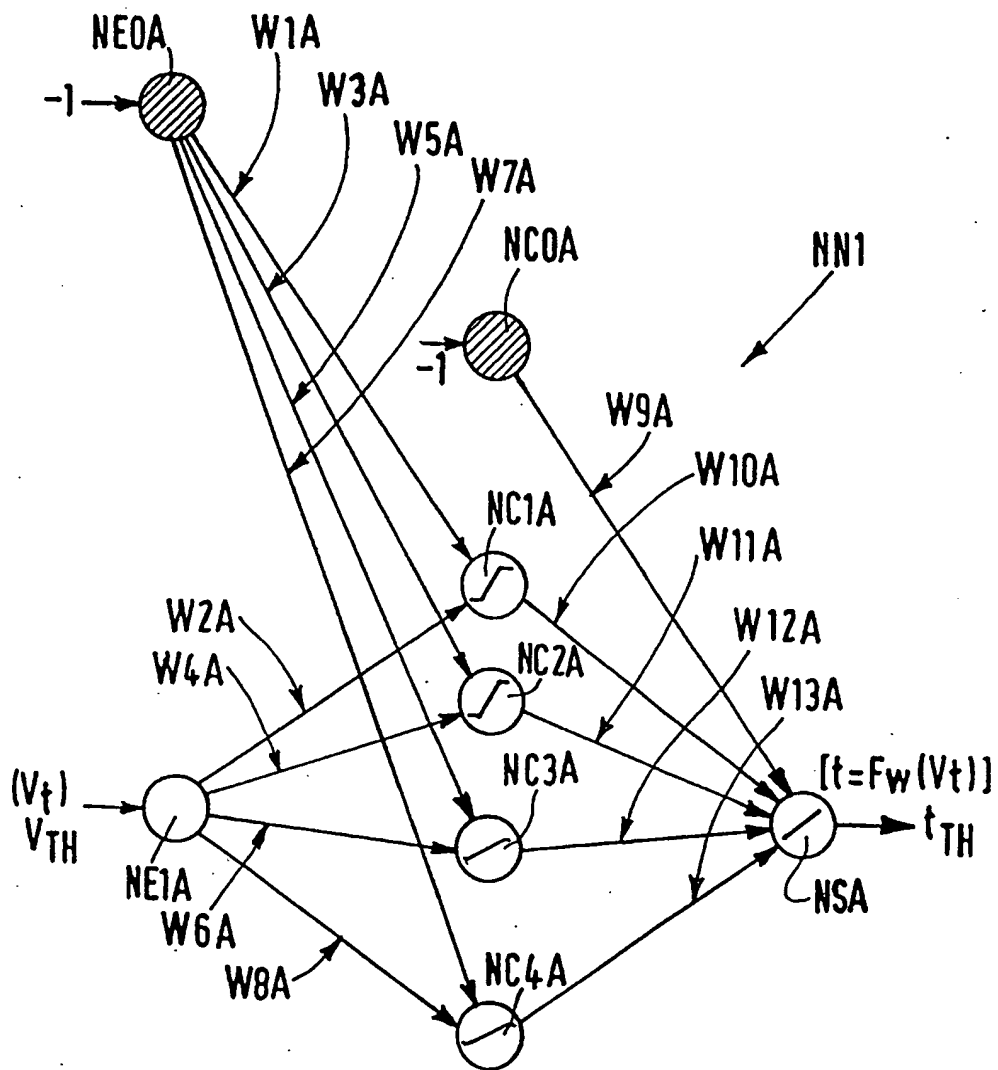 NE0A
W1A
-1
W3A
W5A
W7A
NC0A
NN1
-1
W9A
W10A
NC1A
W11A
W2A
W12A
W4A
NC2A
W13A
(Vt)
VTH
NC3A
[t=Fw(Vt)]
tTH
NE1A
NSA
W6A
W8A
NC4A